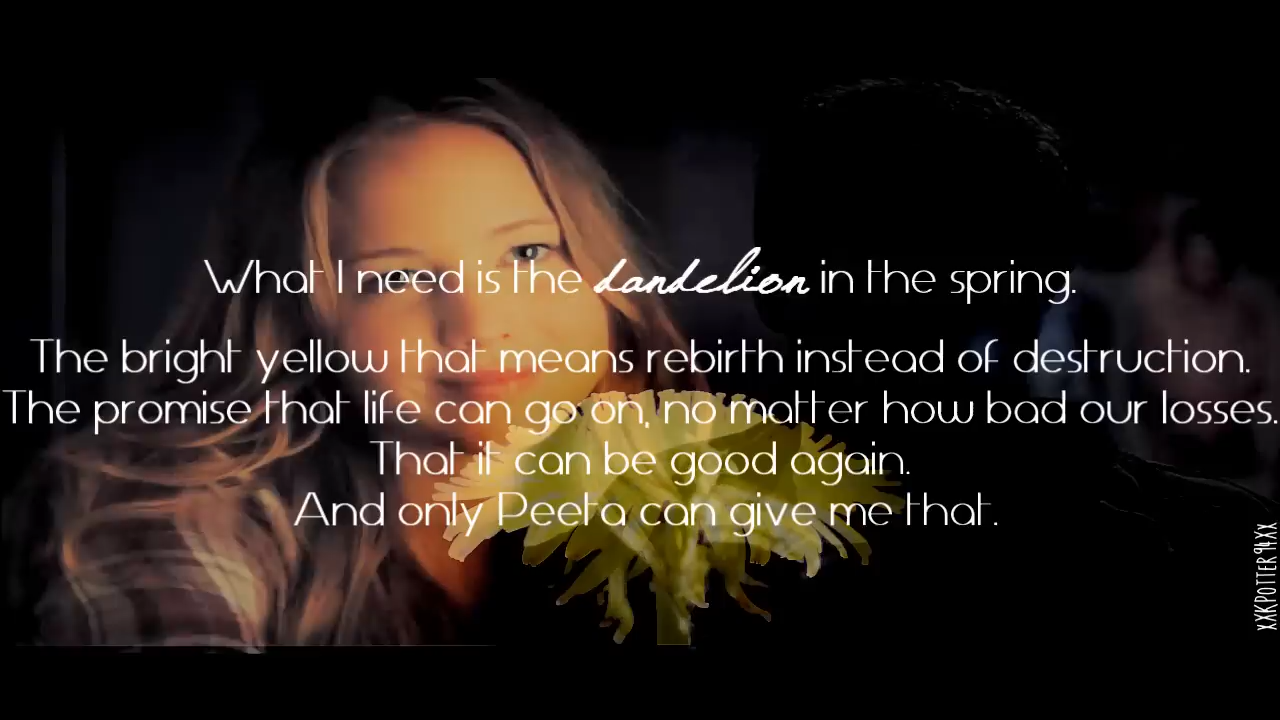 What I need is the dandelion in the spring.
The bright yellow that means rebirth instead of destruction.
The promise that life can go on, no matter how bad our losses.
That it can be good again.
And only Peeta can give me that.
xXKPotter94Xx